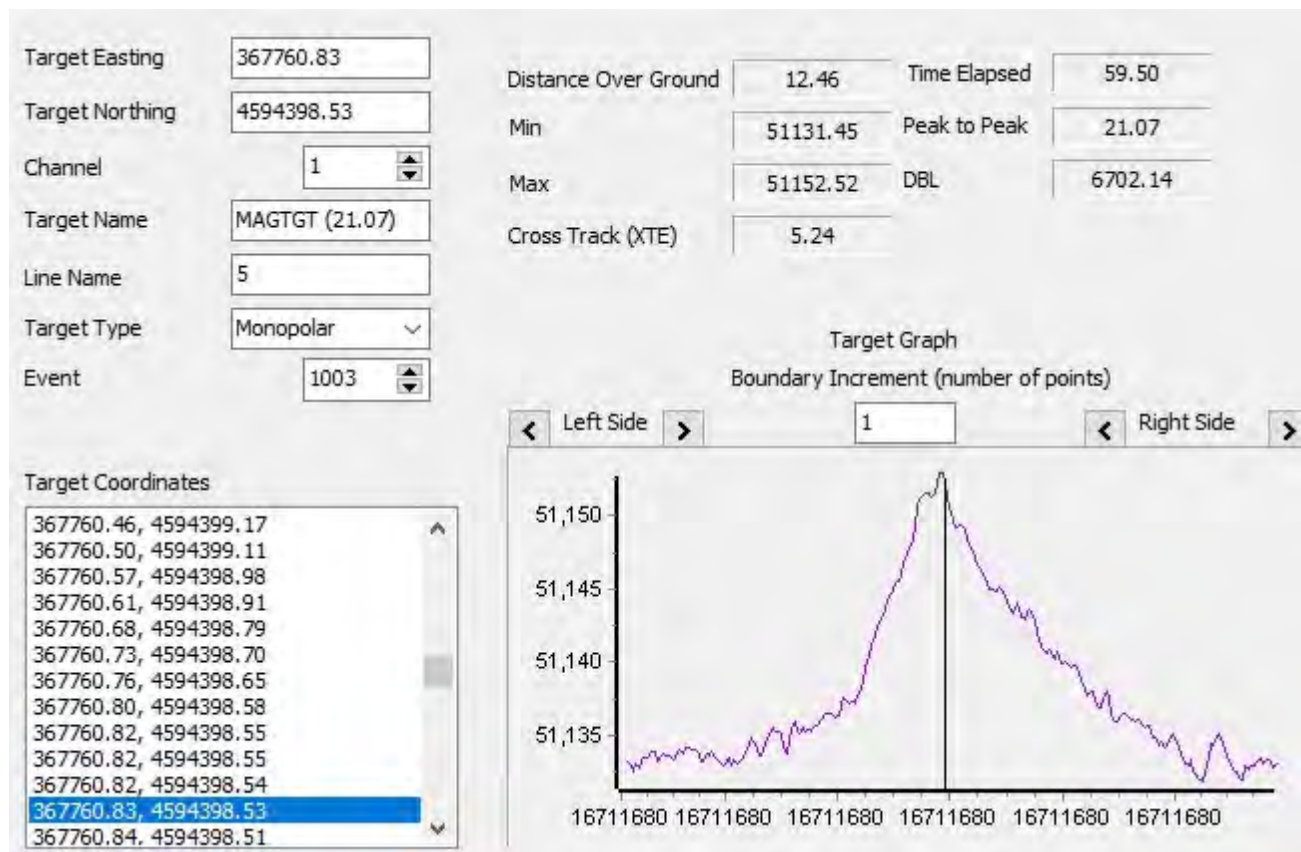 Target Easting 367760.83
Target Northing 4594398.53
Channel 1
Target Name MAGTGT (21.07)
Line Name 5
Target Type Monopolar
Event 1003
Distance Over Ground 12.46 Time Elapsed 59.50
Min 51131.45 Peak to Peak 21.07
Max 51152.52 DBL 6702.14
Cross Track (XTE) 5.24
Target Graph
Boundary Increment (number of points)
< Left Side > 1 < Right Side >
Target Coordinates
367760.46, 4594399.17
367760.50, 4594399.11
367760.57, 4594398.98
367760.61, 4594398.91
367760.68, 4594398.79
367760.73, 4594398.70
367760.76, 4594398.65
367760.80, 4594398.58
367760.82, 4594398.55
367760.82, 4594398.55
367760.82, 4594398.54
367760.83, 4594398.53
367760.84, 4594398.51
51,150
51,145
51,140
51,135
16711680 16711680 16711680 16711680 16711680 16711680